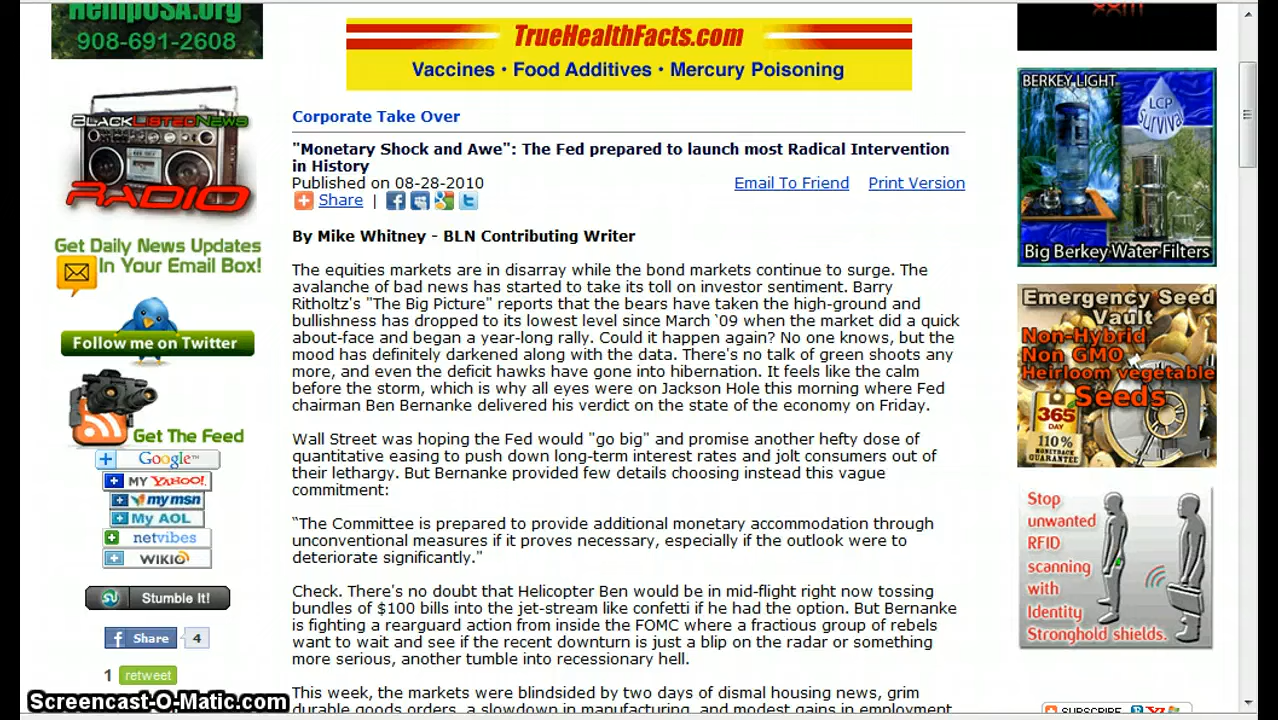 HempUSA.org
908-691-2608
BLACKLISTEDNEWS
RADIO
Get Daily News Updates
In Your Email Box!
Follow me on Twitter
Get The Feed
Google™
MY YAHOO!
my msn
My AOL
netvibes
WIKIO
Stumble It!
Share 4
1 retweet
TrueHealthFacts.com
Vaccines • Food Additives • Mercury Poisoning
Corporate Take Over
"Monetary Shock and Awe": The Fed prepared to launch most Radical Intervention
in History
Published on 08-28-2010
Email To Friend Print Version
Share |
By Mike Whitney - BLN Contributing Writer
The equities markets are in disarray while the bond markets continue to surge. The
avalanche of bad news has started to take its toll on investor sentiment. Barry
Ritholtz's "The Big Picture" reports that the bears have taken the high-ground and
bullishness has dropped to its lowest level since March `09 when the market did a quick
about-face and began a year-long rally. Could it happen again? No one knows, but the
mood has definitely darkened along with the data. There's no talk of green shoots any
more, and even the deficit hawks have gone into hibernation. It feels like the calm
before the storm, which is why all eyes were on Jackson Hole this morning where Fed
chairman Ben Bernanke delivered his verdict on the state of the economy on Friday.
Wall Street was hoping the Fed would "go big" and promise another hefty dose of
quantitative easing to push down long-term interest rates and jolt consumers out of
their lethargy. But Bernanke provided few details choosing instead this vague
commitment:
“The Committee is prepared to provide additional monetary accommodation through
unconventional measures if it proves necessary, especially if the outlook were to
deteriorate significantly."
Check. There's no doubt that Helicopter Ben would be in mid-flight right now tossing
bundles of $100 bills into the jet-stream like confetti if he had the option. But Bernanke
is fighting a rearguard action from inside the FOMC where a fractious group of rebels
want to wait and see if the recent downturn is just a blip on the radar or something
more serious, another tumble into recessionary hell.
This week, the markets were blindsided by two days of dismal housing news, grim
durable goods orders, a slowdown in manufacturing, and modest gains in employment
com
BERKEY LIGHT
LCP
Survival
Big Berkey Water Filters
Emergency Seed
Vault
Non-Hybrid
Non GMO
Heirloom vegetable
Seeds
365
DAY
110%
MONEYBACK
GUARANTEE
Stop
unwanted
RFID
scanning
with
Identity
Stronghold shields.
SUBSCRIBE
Screencast-O-Matic.com